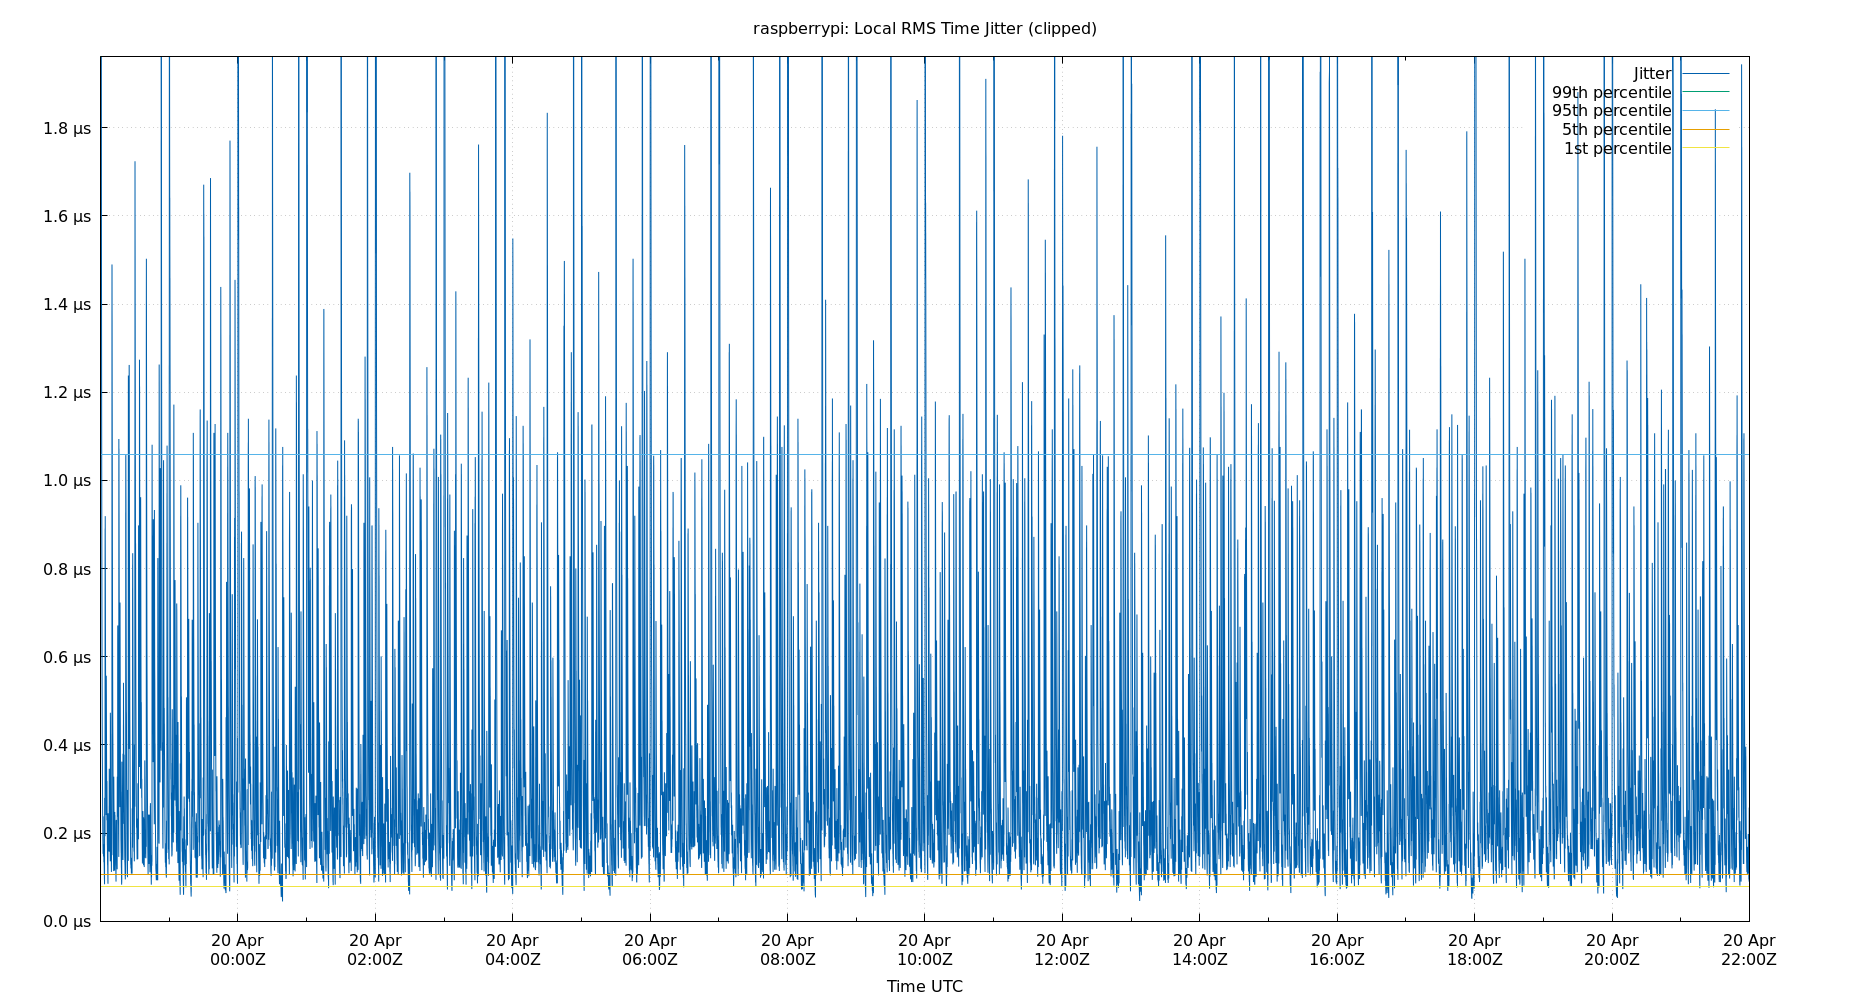 raspberrypi: Local RMS Time Jitter (clipped)
Jitter
99th percentile
95th percentile
5th percentile
1st percentile
1.8 μs
1.6 μs
1.4 μs
1.2 μs
1.0 μs
0.8 μs
0.6 μs
0.4 μs
0.2 μs
0.0 μs
20 Apr 20 Apr 20 Apr 20 Apr 20 Apr 20 Apr 20 Apr 20 Apr 20 Apr 20 Apr 20 Apr 20 Apr
00:00Z 02:00Z 04:00Z 06:00Z 08:00Z 10:00Z 12:00Z 14:00Z 16:00Z 18:00Z 20:00Z 22:00Z
Time UTC